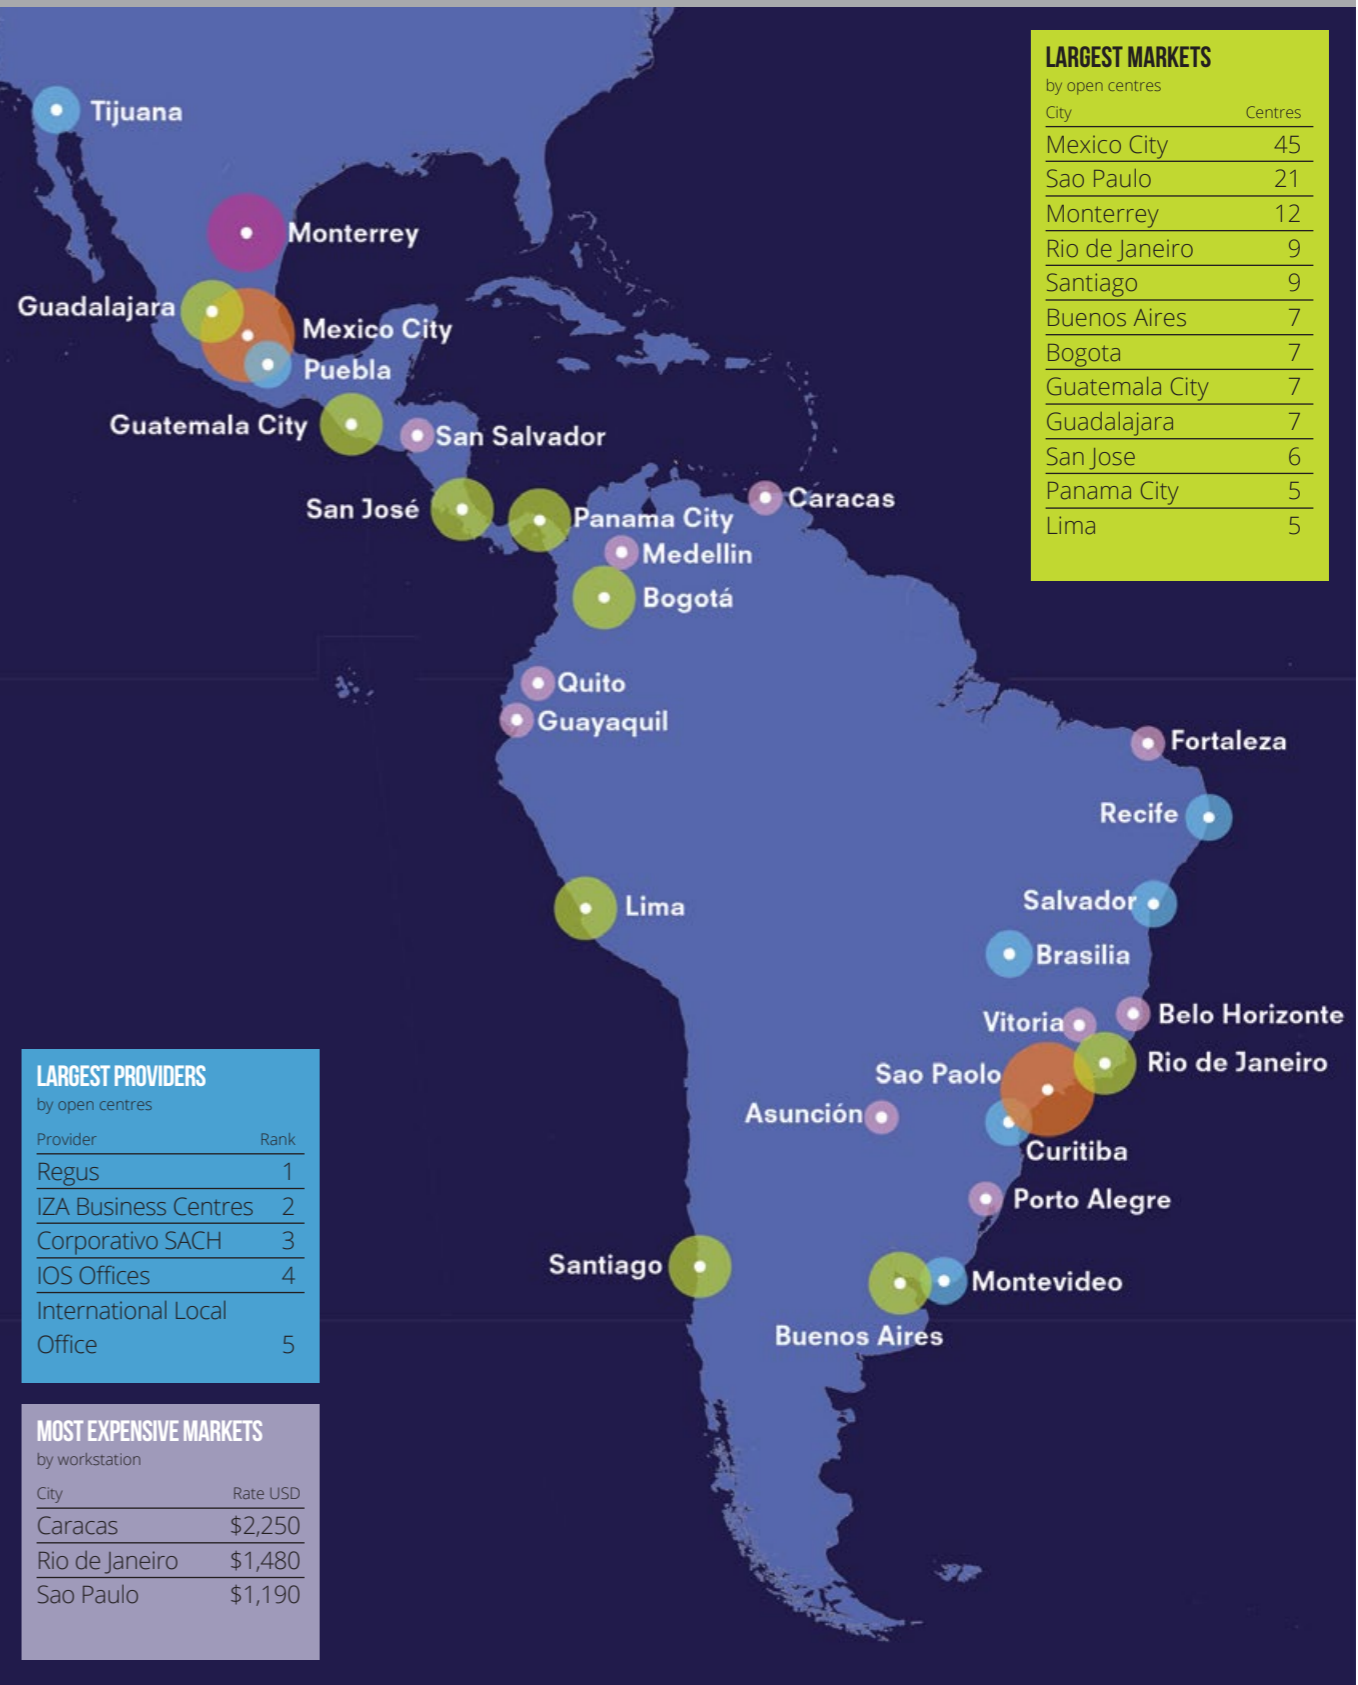 LARGEST MARKETS
by open centres
City Centres
Mexico City 45
Sao Paulo 21
Monterrey 12
Rio de Janeiro 9
Santiago 9
Buenos Aires 7
Bogota 7
Guatemala City 7
Guadalajara 7
San Jose 6
Panama City 5
Lima 5
Tijuana
Monterrey
Guadalajara
Mexico City
Puebla
Guatemala City
San Salvador
San José
Caracas
Panama City
Medellin
Bogotá
Quito
Guayaquil
Fortaleza
Recife
Lima
Salvador
Brasilia
Vitoria
Belo Horizonte
Rio de Janeiro
Sao Paolo
Asunción
Curitiba
Porto Alegre
Santiago
Montevideo
Buenos Aires
LARGEST PROVIDERS
by open centres
Provider Rank
Regus 1
IZA Business Centres 2
Corporativo SACH 3
IOS Offices 4
International Local
Office 5
MOST EXPENSIVE MARKETS
by workstation
City Rate USD
Caracas $2,250
Rio de Janeiro $1,480
Sao Paulo $1,190